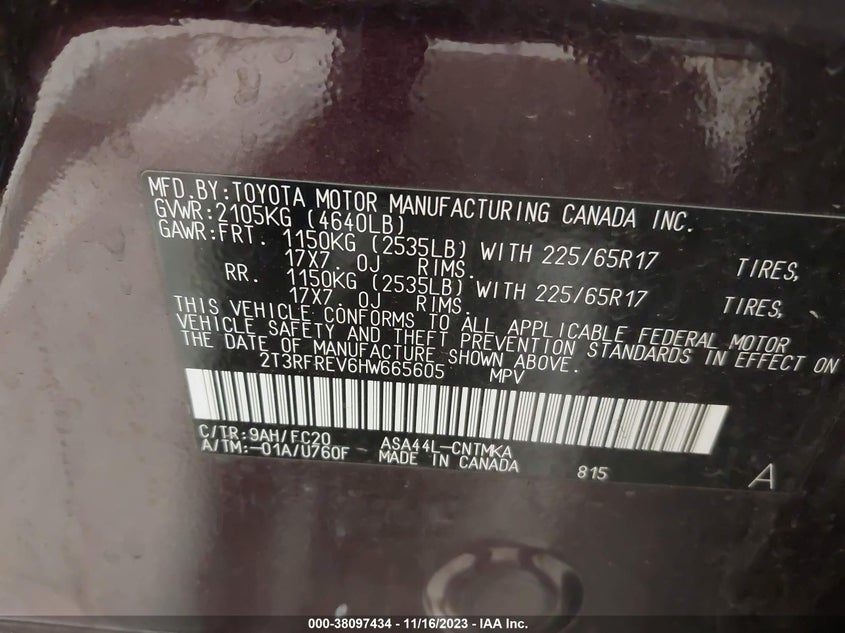 MFD.BY:TOYOTA MOTOR MANUFACTURING CANADA INC.
GVWR:2105KG (4640LB)
GAWR:FRT. 1150KG (2535LB) WITH 225/65R17 TIRES,
17X7.0J RIMS.
RR. 1150KG (2535LB) WITH 225/65R17 TIRES,
17X7.0J RIMS.
THIS VEHICLE CONFORMS TO ALL APPLICABLE FEDERAL MOTOR
VEHICLE SAFETY AND THEFT PREVENTION STANDARDS IN EFFECT ON
THE DATE OF MANUFACTURE SHOWN ABOVE.
2T3RFREV6HW665605 MPV
C/TR:9AH/FC20 ASA44L-CNTMKA
A/TM:-01A/U760F MADE IN CANADA 815 A
000-38097434 - 11/16/2023 - IAA Inc.